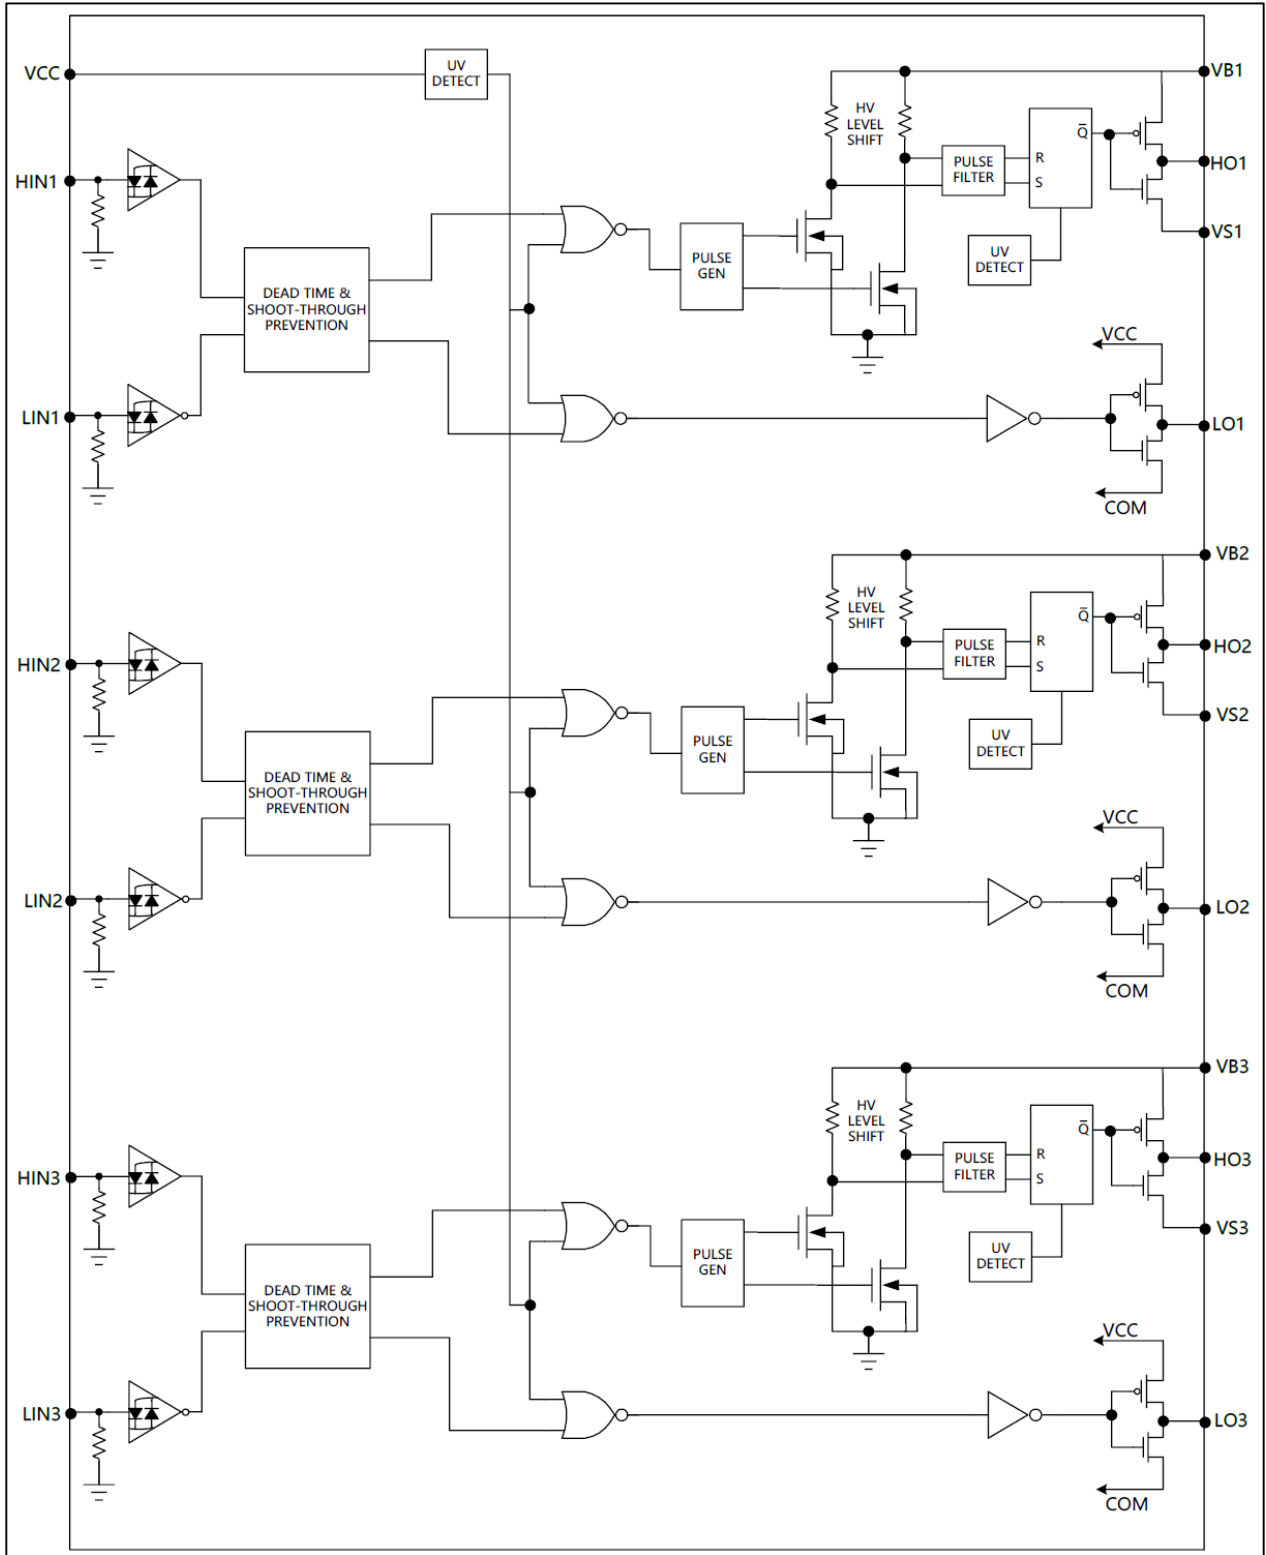 VCC
UV
DETECT
VB1
HV
LEVEL
SHIFT
Q̅
HIN1
PULSE
FILTER
R
S
HO1
VS1
UV
DETECT
PULSE
GEN
DEAD TIME &
SHOOT-THROUGH
PREVENTION
VCC
LIN1
LO1
COM
VB2
HV
LEVEL
SHIFT
Q̅
HIN2
PULSE
FILTER
R
S
HO2
VS2
UV
DETECT
PULSE
GEN
DEAD TIME &
SHOOT-THROUGH
PREVENTION
VCC
LIN2
LO2
COM
VB3
HV
LEVEL
SHIFT
Q̅
HIN3
PULSE
FILTER
R
S
HO3
VS3
UV
DETECT
PULSE
GEN
DEAD TIME &
SHOOT-THROUGH
PREVENTION
VCC
LIN3
LO3
COM